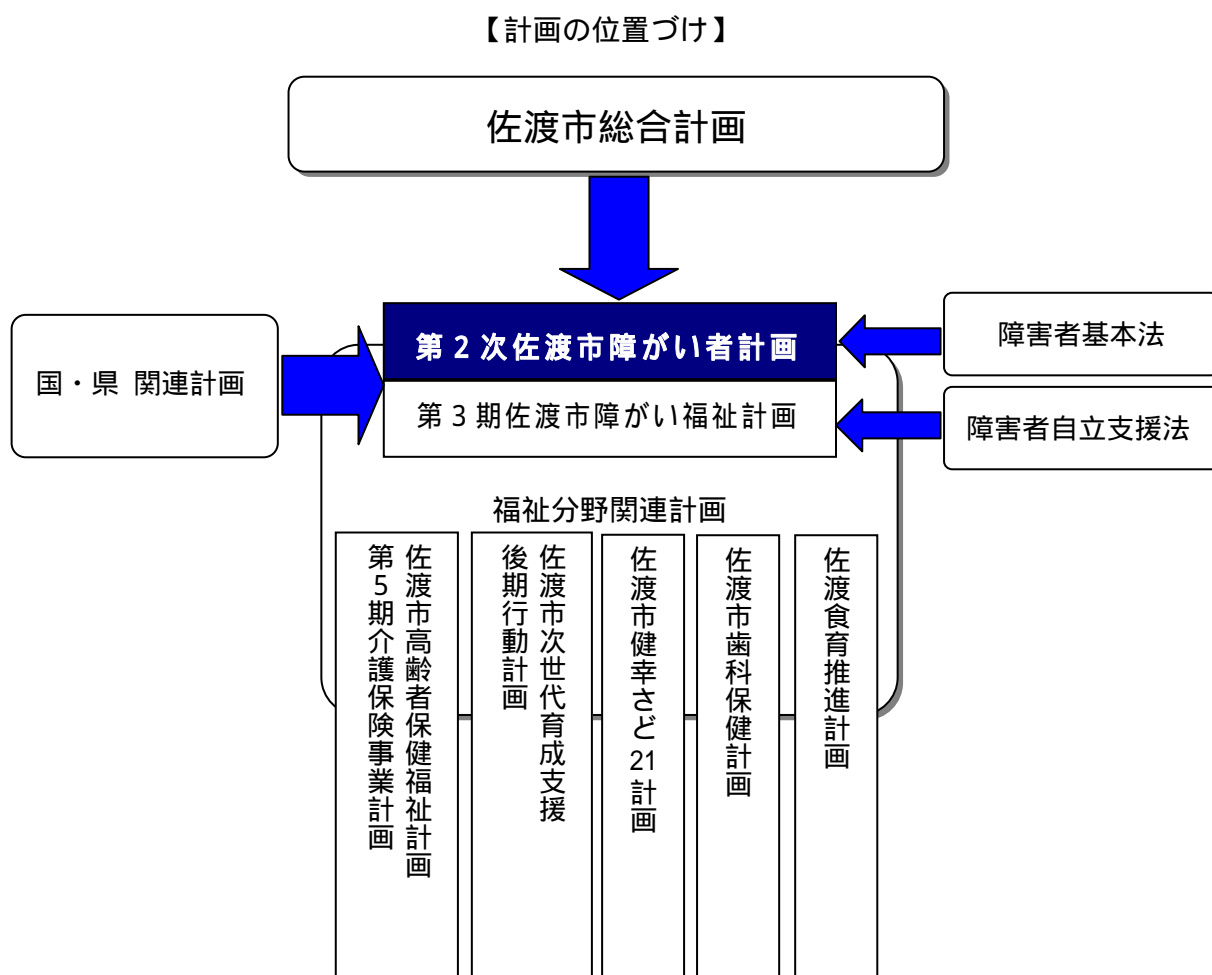 【計画の位置づけ】
佐渡市総合計画
国・県 関連計画
第２次佐渡市障がい者計画
第３期佐渡市障がい福祉計画
障害者基本法
障害者自立支援法
福祉分野関連計画
佐渡市高齢者保健福祉計画
第５期介護保険事業計画
佐渡市次世代育成支援
後期行動計画
佐渡市健幸さど21計画
佐渡市歯科保健計画
佐渡食育推進計画